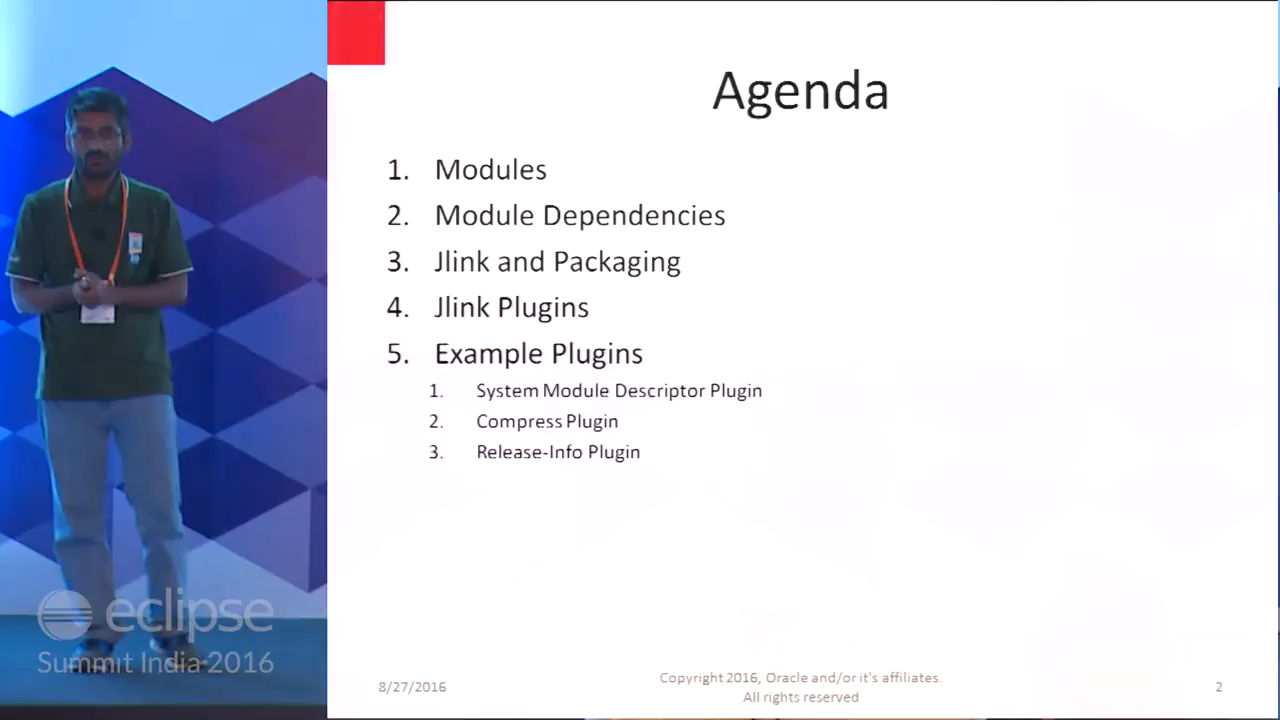 Agenda
1. Modules
2. Module Dependencies
3. Jlink and Packaging
4. Jlink Plugins
5. Example Plugins
1. System Module Descriptor Plugin
2. Compress Plugin
3. Release-Info Plugin
eclipse
Summit India 2016
8/27/2016
Copyright 2016, Oracle and/or it's affiliates.
All rights reserved
2